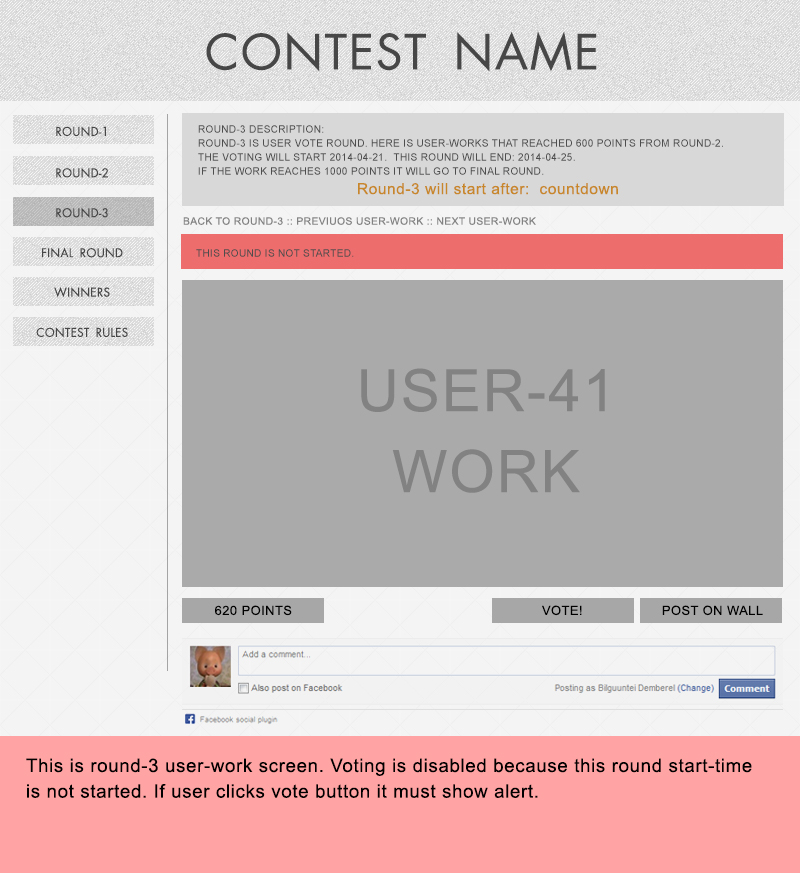 CONTEST NAME
ROUND-1
ROUND-2
ROUND-3
FINAL ROUND
WINNERS
CONTEST RULES
ROUND-3 DESCRIPTION:
ROUND-3 IS USER VOTE ROUND. HERE IS USER-WORKS THAT REACHED 600 POINTS FROM ROUND-2.
THE VOTING WILL START 2014-04-21. THIS ROUND WILL END: 2014-04-25.
IF THE WORK REACHES 1000 POINTS IT WILL GO TO FINAL ROUND.
Round-3 will start after: countdown
BACK TO ROUND-3 :: PREVIUOS USER-WORK :: NEXT USER-WORK
THIS ROUND IS NOT STARTED.
USER-41
WORK
620 POINTS
VOTE!
POST ON WALL
Add a comment...
Also post on Facebook
Posting as Bilguuntei Demberel (Change)
Comment
Facebook social plugin
This is round-3 user-work screen. Voting is disabled because this round start-time
is not started. If user clicks vote button it must show alert.